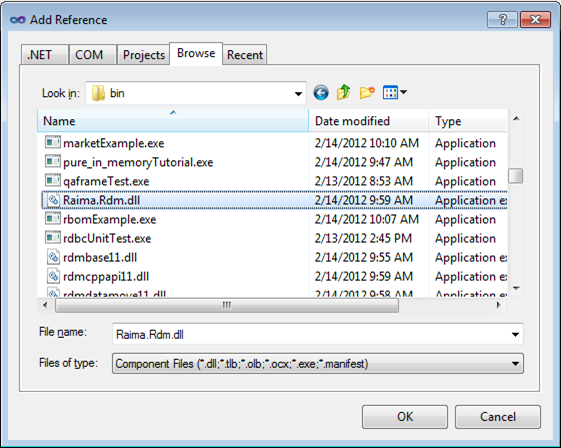 Add Reference
.NET COM Projects Browse Recent
Look in: bin
Name Date modified Type
marketExample.exe 2/14/2012 10:10 AM Application
pure_in_memoryTutorial.exe 2/14/2012 9:47 AM Application
qaframeTest.exe 2/13/2012 8:53 AM Application
Raima.Rdm.dll 2/14/2012 9:59 AM Application ex
rbomExample.exe 2/14/2012 10:07 AM Application
rdbcUnitTest.exe 2/13/2012 2:45 PM Application
rdmbase11.dll 2/14/2012 9:55 AM Application ex
rdmcppapi11.dll 2/14/2012 9:59 AM Application ex
rdmdatamove11.dll 2/14/2012 9:58 AM Application ex
File name: Raima.Rdm.dll
Files of type: Component Files (*.dll;*.tlb;*.olb;*.ocx;*.exe;*.manifest)
OK Cancel